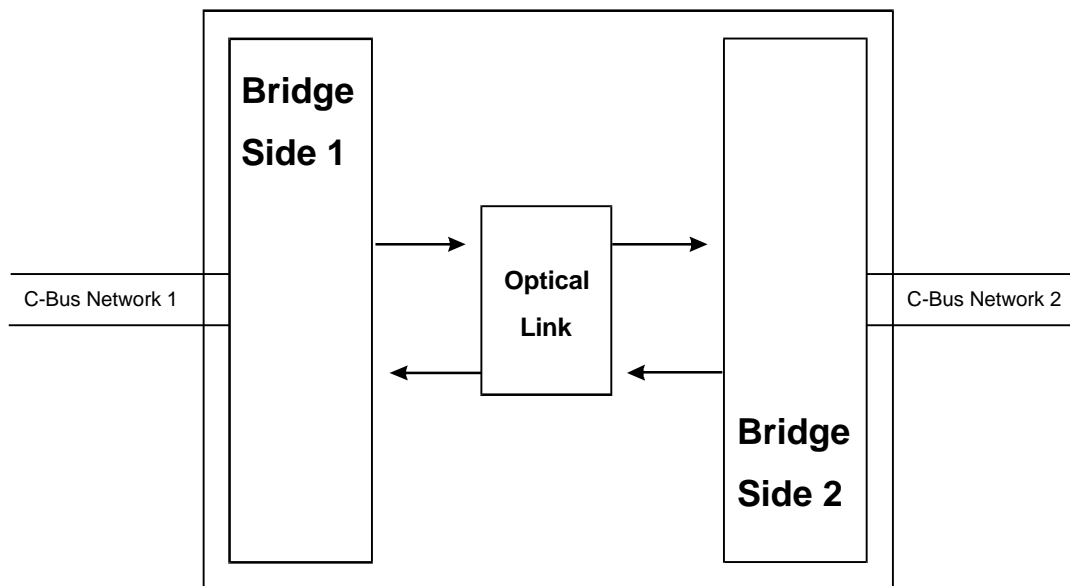 Bridge
Side 1
C-Bus Network 1
Optical
Link
C-Bus Network 2
Bridge
Side 2